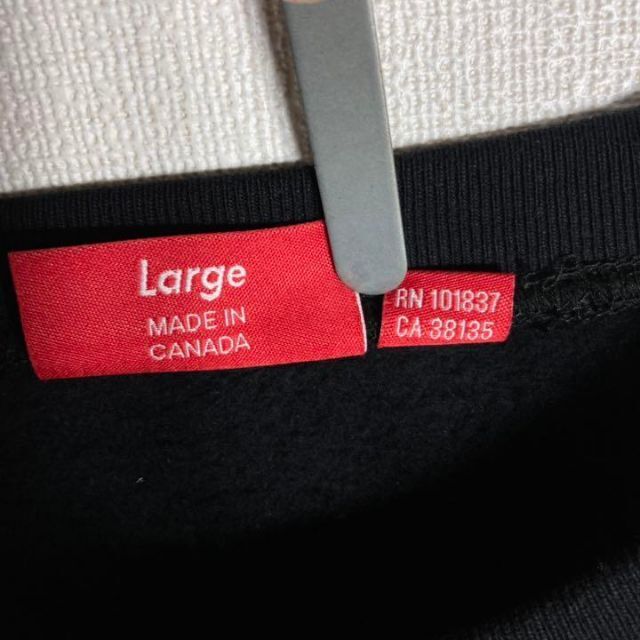 Large
MADE IN
CANADA
RN 101837
CA 38135